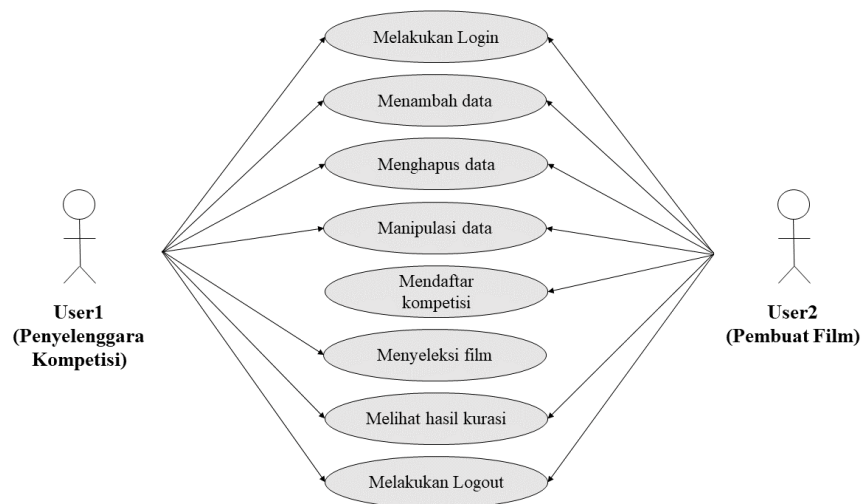 Melakukan Login
Menambah data
Menghapus data
Manipulasi data
Mendaftar
kompetisi
Menyeleksi film
Melihat hasil kurasi
Melakukan Logout
User1
(Penyelenggara
Kompetisi)
User2
(Pembuat Film)